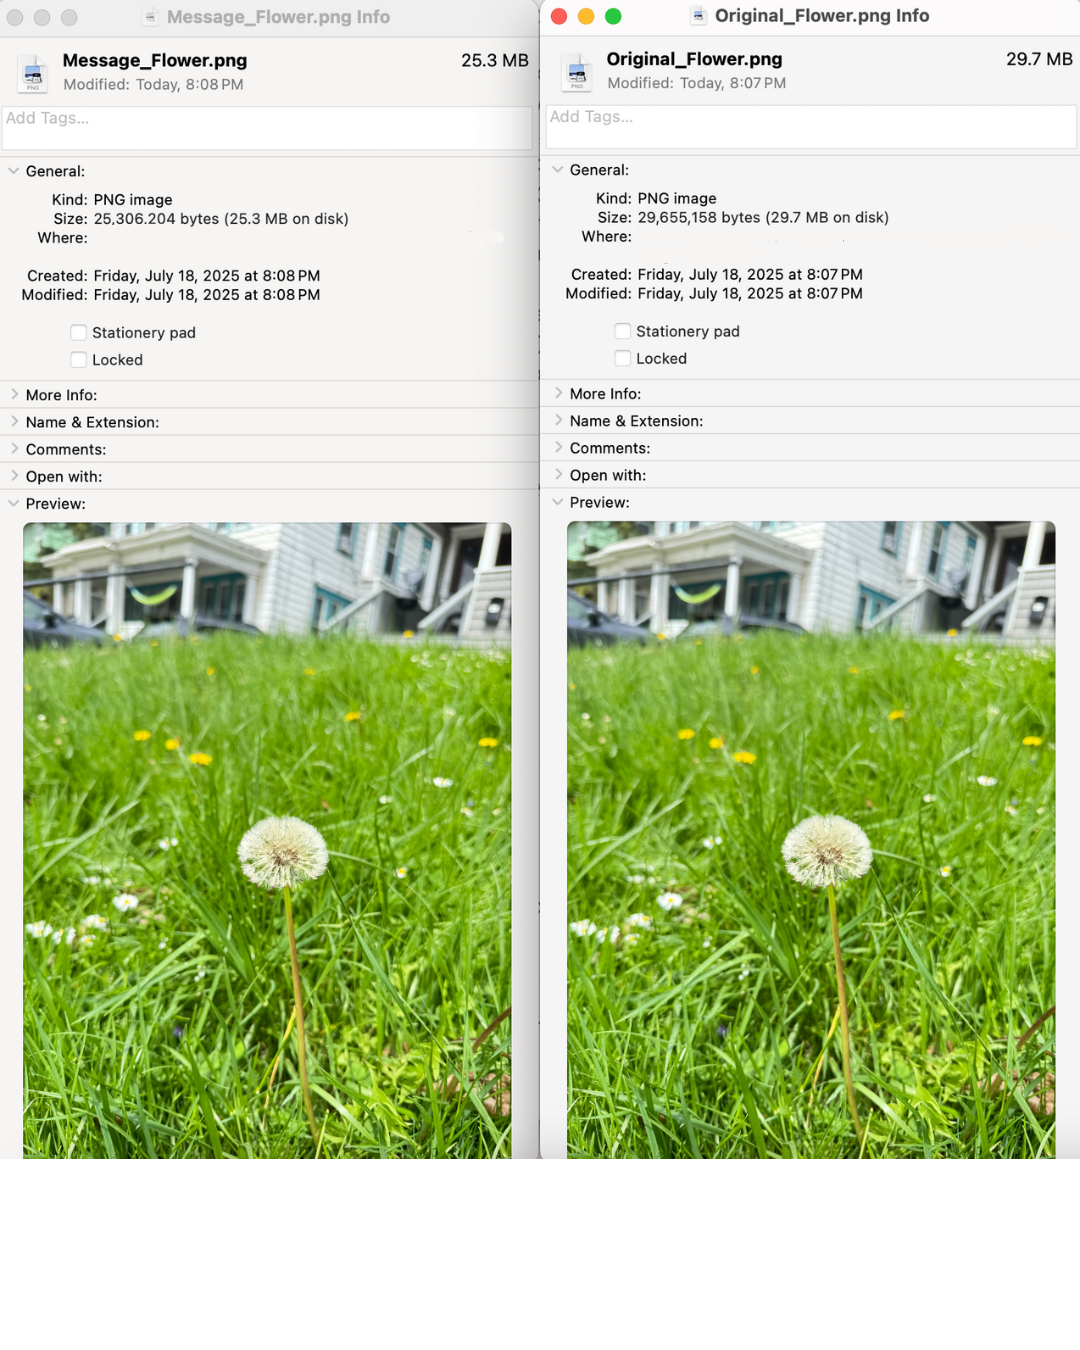 Message_Flower.png Info
Message_Flower.png 25.3 MB
Modified: Today, 8:08 PM
Add Tags...
General:
Kind: PNG image
Size: 25,306.204 bytes (25.3 MB on disk)
Where:
Created: Friday, July 18, 2025 at 8:08 PM
Modified: Friday, July 18, 2025 at 8:08 PM
Stationery pad
Locked
More Info:
Name & Extension:
Comments:
Open with:
Preview:
Original_Flower.png Info
Original_Flower.png 29.7 MB
Modified: Today, 8:07 PM
Add Tags...
General:
Kind: PNG image
Size: 29,655,158 bytes (29.7 MB on disk)
Where:
Created: Friday, July 18, 2025 at 8:07 PM
Modified: Friday, July 18, 2025 at 8:07 PM
Stationery pad
Locked
More Info:
Name & Extension:
Comments:
Open with:
Preview: